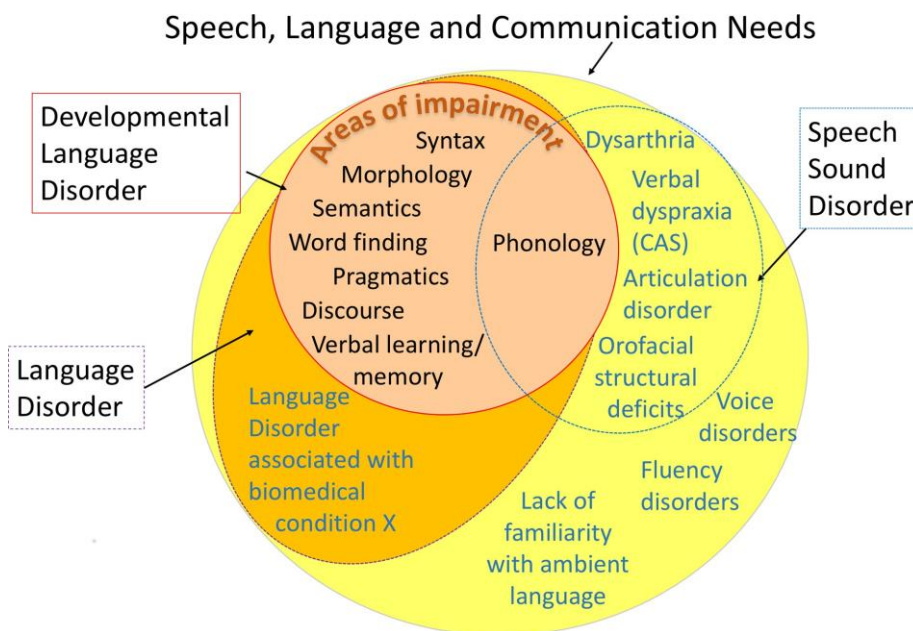 Speech, Language and Communication Needs
Developmental
Language
Disorder
Areas of impairment
Syntax
Morphology
Semantics
Word finding
Pragmatics
Discourse
Verbal learning/
memory
Phonology
Dysarthria
Verbal
dyspraxia
(CAS)
Articulation
disorder
Orofacial
structural
deficits
Speech
Sound
Disorder
Language
Disorder
Language
Disorder
associated with
biomedical
condition X
Voice
disorders
Fluency
disorders
Lack of
familiarity
with ambient
language